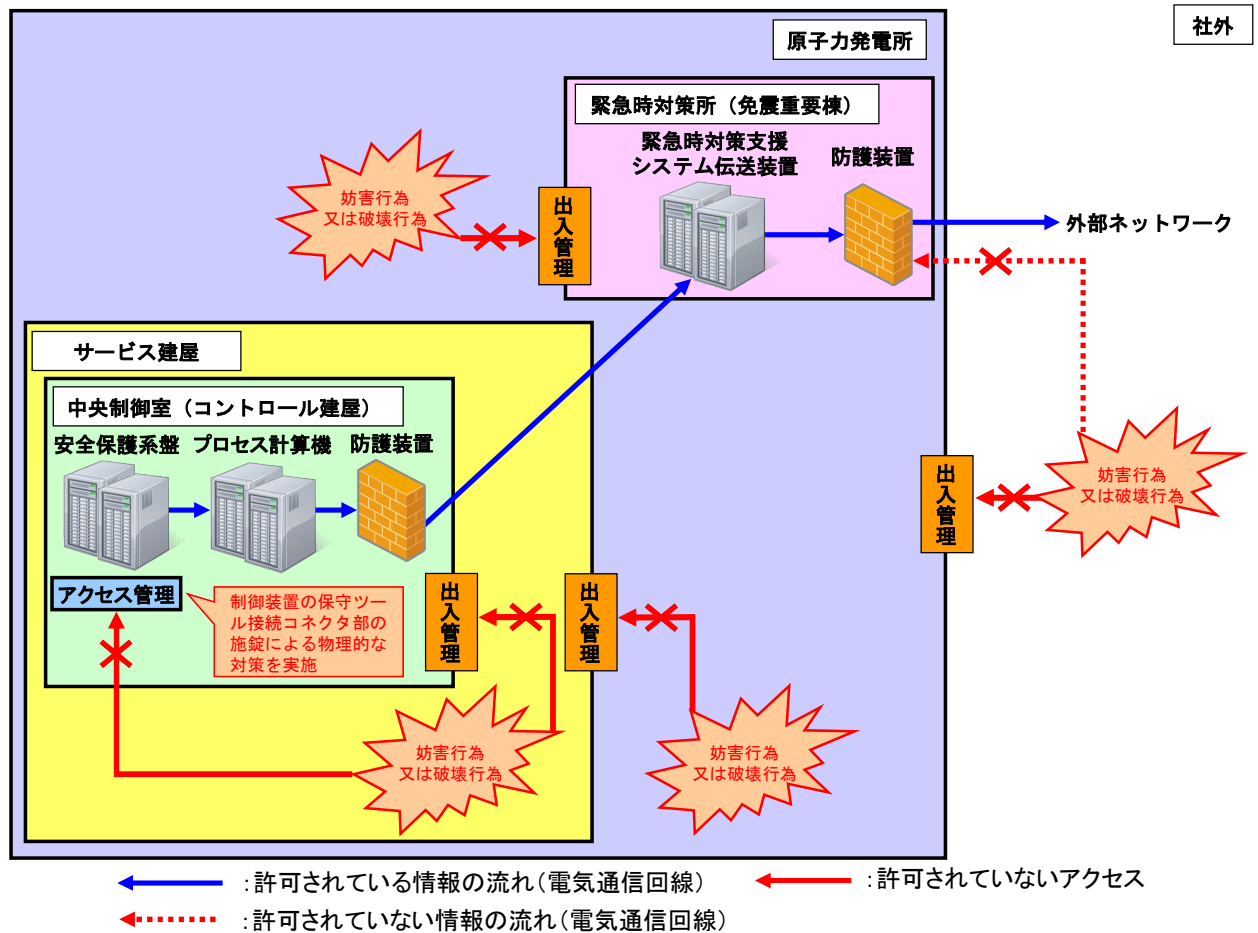 社外
原子力発電所
緊急時対策所（免震重要棟）
緊急時対策支援
システム伝送装置
防護装置
妨害行為
又は破壊行為
出入管理
外部ネットワーク
サービス建屋
中央制御室（コントロール建屋）
安全保護系盤
プロセス計算機
防護装置
出入管理
妨害行為
又は破壊行為
アクセス管理
制御装置の保守ツー
ル接続コネクタ部の
施錠による物理的な
対策を実施
出入管理
出入管理
妨害行為
又は破壊行為
妨害行為
又は破壊行為
：許可されている情報の流れ（電気通信回線）
：許可されていないアクセス
：許可されていない情報の流れ（電気通信回線）